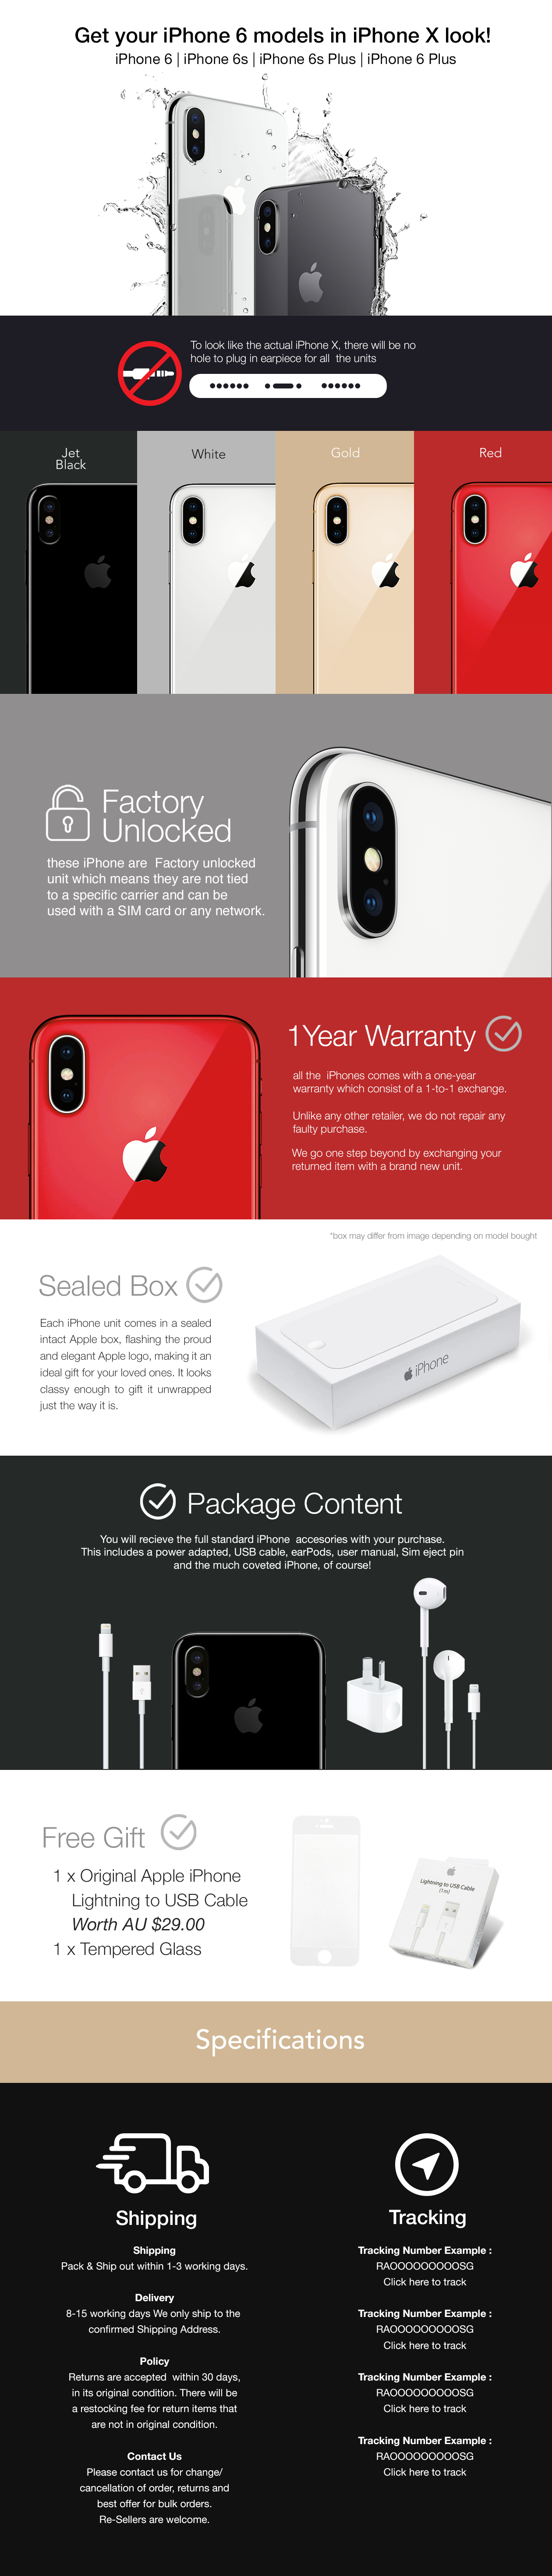 Get your iPhone 6 models in iPhone X look!
iPhone 6 | iPhone 6s | iPhone 6s Plus | iPhone 6 Plus
To look like the actual iPhone X, there will be no
hole to plug in earpiece for all the units
Jet
Black
White
Gold
Red
Factory
Unlocked
these iPhone are Factory unlocked
unit which means they are not tied
to a specific carrier and can be
used with a SIM card or any network.
1 Year Warranty
all the iPhones comes with a one-year
warranty which consist of a 1-to-1 exchange.
Unlike any other retailer, we do not repair any
faulty purchase.
We go one step beyond by exchanging your
returned item with a brand new unit.
*box may differ from image depending on model bought
Sealed Box
Each iPhone unit comes in a sealed
intact Apple box, flashing the proud
and elegant Apple logo, making it an
ideal gift for your loved ones. It looks
classy enough to gift it unwrapped
just the way it is.
iPhone
Package Content
You will recieve the full standard iPhone accesories with your purchase.
This includes a power adapted, USB cable, earPods, user manual, Sim eject pin
and the much coveted iPhone, of course!
Free Gift
1 x Original Apple iPhone
Lightning to USB Cable
Worth AU $29.00
1 x Tempered Glass
Lightning to USB Cable
(1m)
Specifications
Shipping
Shipping
Pack & Ship out within 1-3 working days.
Delivery
8-15 working days We only ship to the
confirmed Shipping Address.
Policy
Returns are accepted within 30 days,
in its original condition. There will be
a restocking fee for return items that
are not in original condition.
Contact Us
Please contact us for change/
cancellation of order, returns and
best offer for bulk orders.
Re-Sellers are welcome.
Tracking
Tracking Number Example :
RAOOOOOOOOOSG
Click here to track
Tracking Number Example :
RAOOOOOOOOOSG
Click here to track
Tracking Number Example :
RAOOOOOOOOOSG
Click here to track
Tracking Number Example :
RAOOOOOOOOOSG
Click here to track